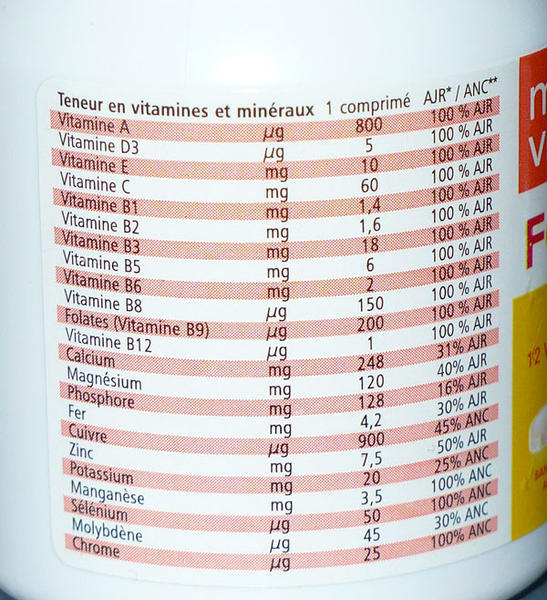 Teneur en vitamines et minéraux 1 comprimé AJR* / ANC**
Vitamine A µg 800 100 % AJR
Vitamine D3 µg 5 100 % AJR
Vitamine E mg 10 100 % AJR
Vitamine C mg 60 100 % AJR
Vitamine B1 mg 1,4 100 % AJR
Vitamine B2 mg 1,6 100 % AJR
Vitamine B3 mg 18 100 % AJR
Vitamine B5 mg 6 100 % AJR
Vitamine B6 mg 2 100 % AJR
Vitamine B8 µg 150 100 % AJR
Folates (Vitamine B9) µg 200 100 % AJR
Vitamine B12 µg 1 100 % AJR
Calcium mg 248 31% AJR
Magnésium mg 120 40% AJR
Phosphore mg 128 16% AJR
Fer mg 4,2 30% AJR
Cuivre µg 900 45% ANC
Zinc mg 7,5 50% AJR
Potassium mg 20 25% ANC
Manganèse mg 3,5 100% ANC
Sélénium µg 50 100% ANC
Molybdène µg 45 30% ANC
Chrome µg 25 100% ANC